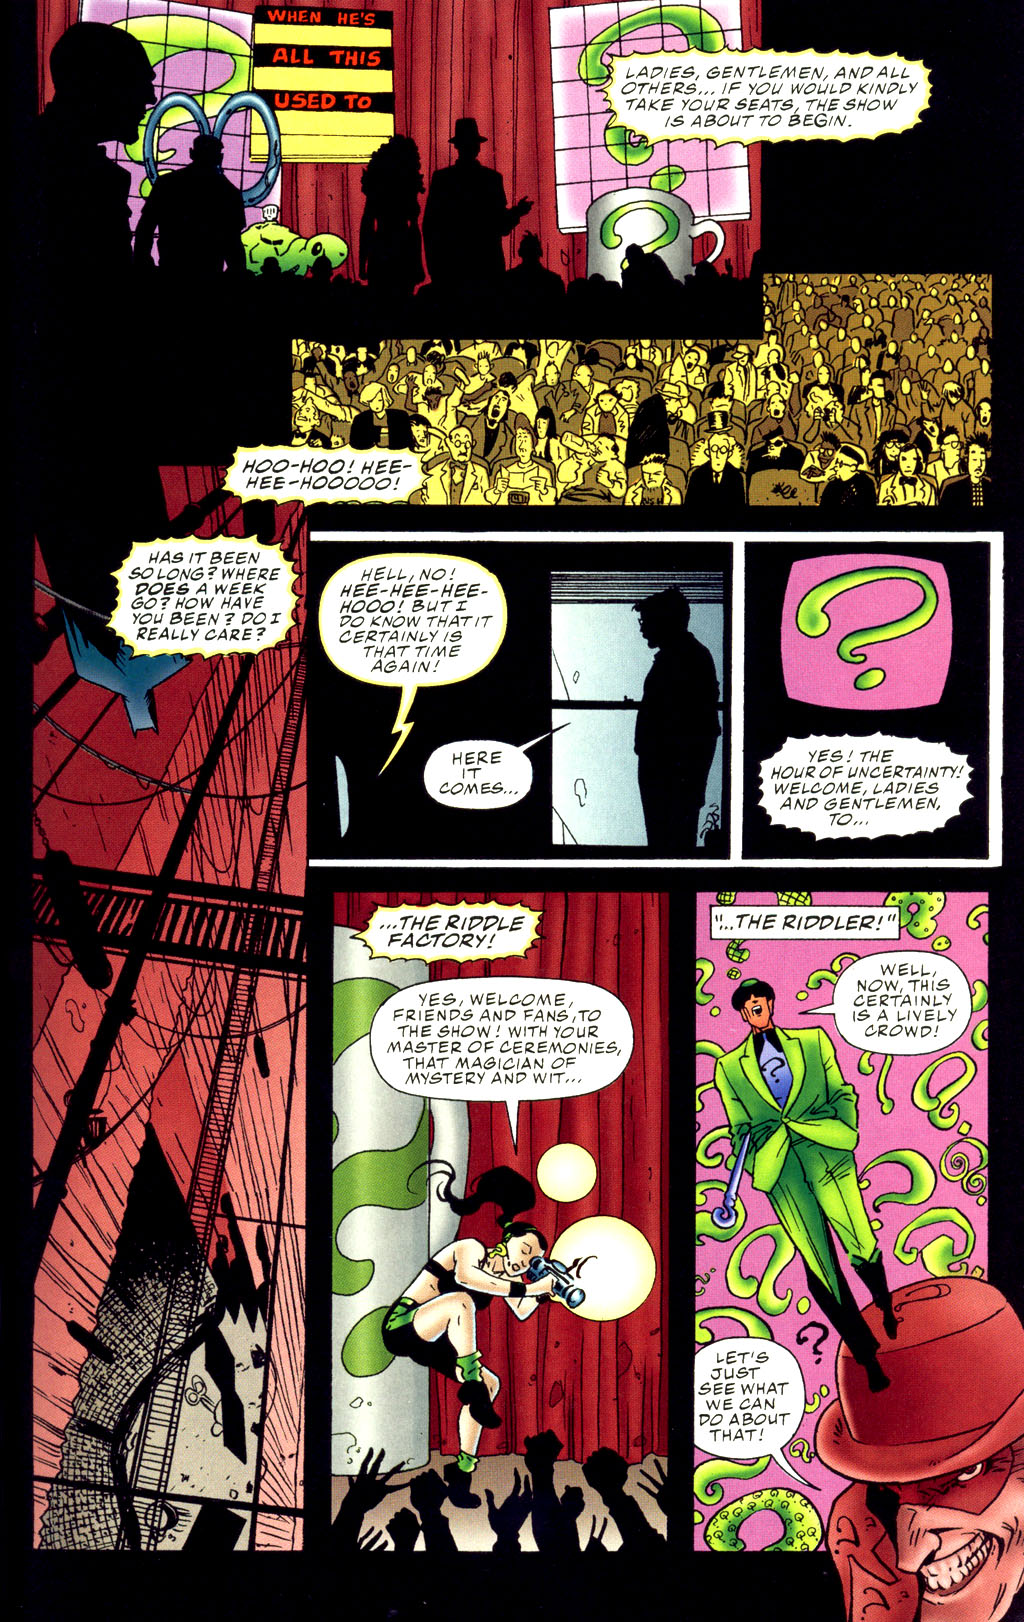 WHEN HE'S
ALL THIS
USED TO
LADIES, GENTLEMEN, AND ALL
OTHERS... IF YOU WOULD KINDLY
TAKE YOUR SEATS, THE SHOW
IS ABOUT TO BEGIN.
HOO-HOO! HEE-
HEE-HOOOOO!
HAS IT BEEN
SO LONG? WHERE
DOES A WEEK
GO? HOW HAVE
YOU BEEN? DO I
REALLY CARE?
HELL, NO!
HEE-HEE-HEE-
HOOO! BUT I
DO KNOW THAT IT
CERTAINLY IS
THAT TIME
AGAIN!
HERE
IT
COMES...
?
YES! THE
HOUR OF UNCERTAINTY!
WELCOME, LADIES
AND GENTLEMEN,
TO...
...THE RIDDLE
FACTORY!
YES, WELCOME,
FRIENDS AND FANS, TO
THE SHOW! WITH YOUR
MASTER OF CEREMONIES,
THAT MAGICIAN OF
MYSTERY AND WIT...
"...THE RIDDLER!"
WELL,
NOW, THIS
CERTAINLY
IS A LIVELY
CROWD!
LET'S
JUST
SEE WHAT
WE CAN
DO ABOUT
THAT!